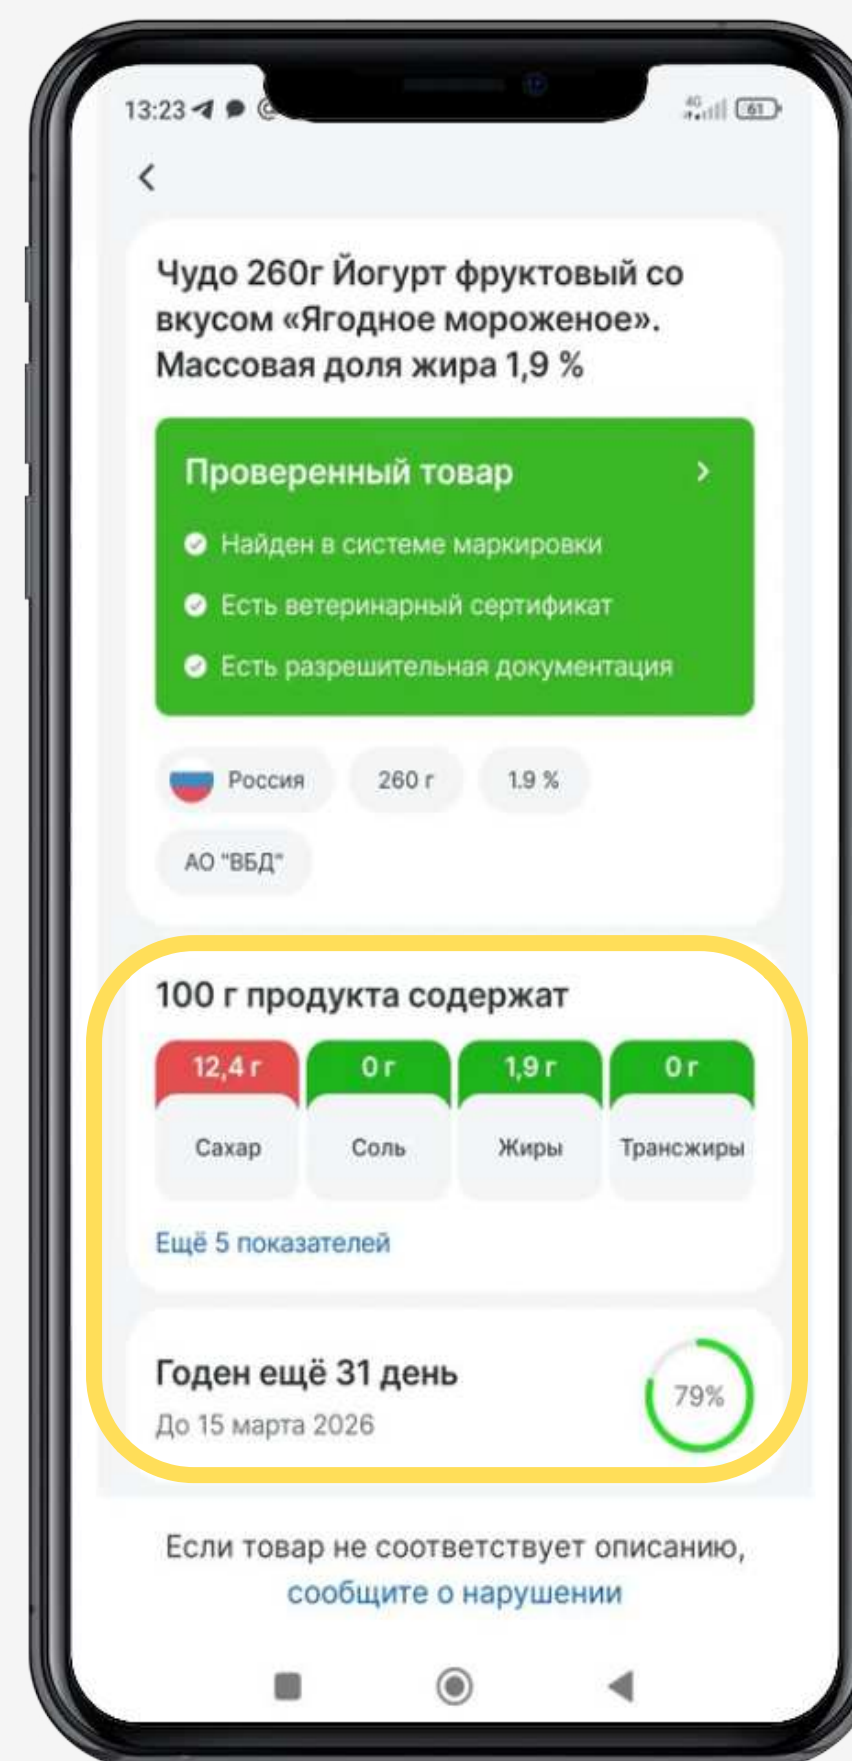 13:23
4G
61
Чудо 260г Йогурт фруктовый со
вкусом «Ягодное мороженое».
Массовая доля жира 1,9 %
Проверенный товар
Найден в системе маркировки
Есть ветеринарный сертификат
Есть разрешительная документация
Россия 260 г 1.9 %
АО "ВБД"
100 г продукта содержат
12,4 г 0 г 1,9 г 0 г
Сахар Соль Жиры Трансжиры
Ещё 5 показателей
Годен ещё 31 день
79%
До 15 марта 2026
Если товар не соответствует описанию,
сообщите о нарушении